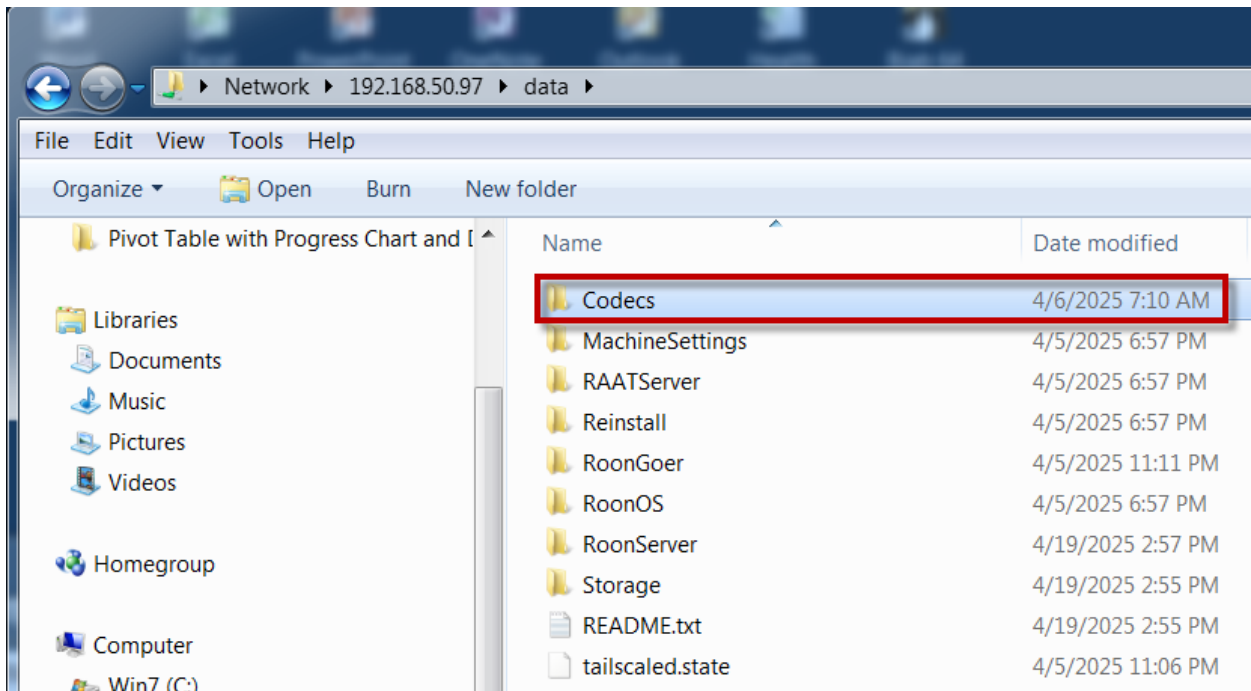 Network 192.168.50.97 data
File Edit View Tools Help
Organize Open Burn New folder
Pivot Table with Progress Chart and
Libraries
Documents
Music
Pictures
Videos
Homegroup
Computer
Win7 (C:)
Name Date modified
Codecs 4/6/2025 7:10 AM
MachineSettings 4/5/2025 6:57 PM
RAATServer 4/5/2025 6:57 PM
Reinstall 4/5/2025 6:57 PM
RoonGoer 4/5/2025 11:11 PM
RoonOS 4/5/2025 6:57 PM
RoonServer 4/19/2025 2:57 PM
Storage 4/19/2025 2:55 PM
README.txt 4/19/2025 2:55 PM
tailscaled.state 4/5/2025 11:06 PM